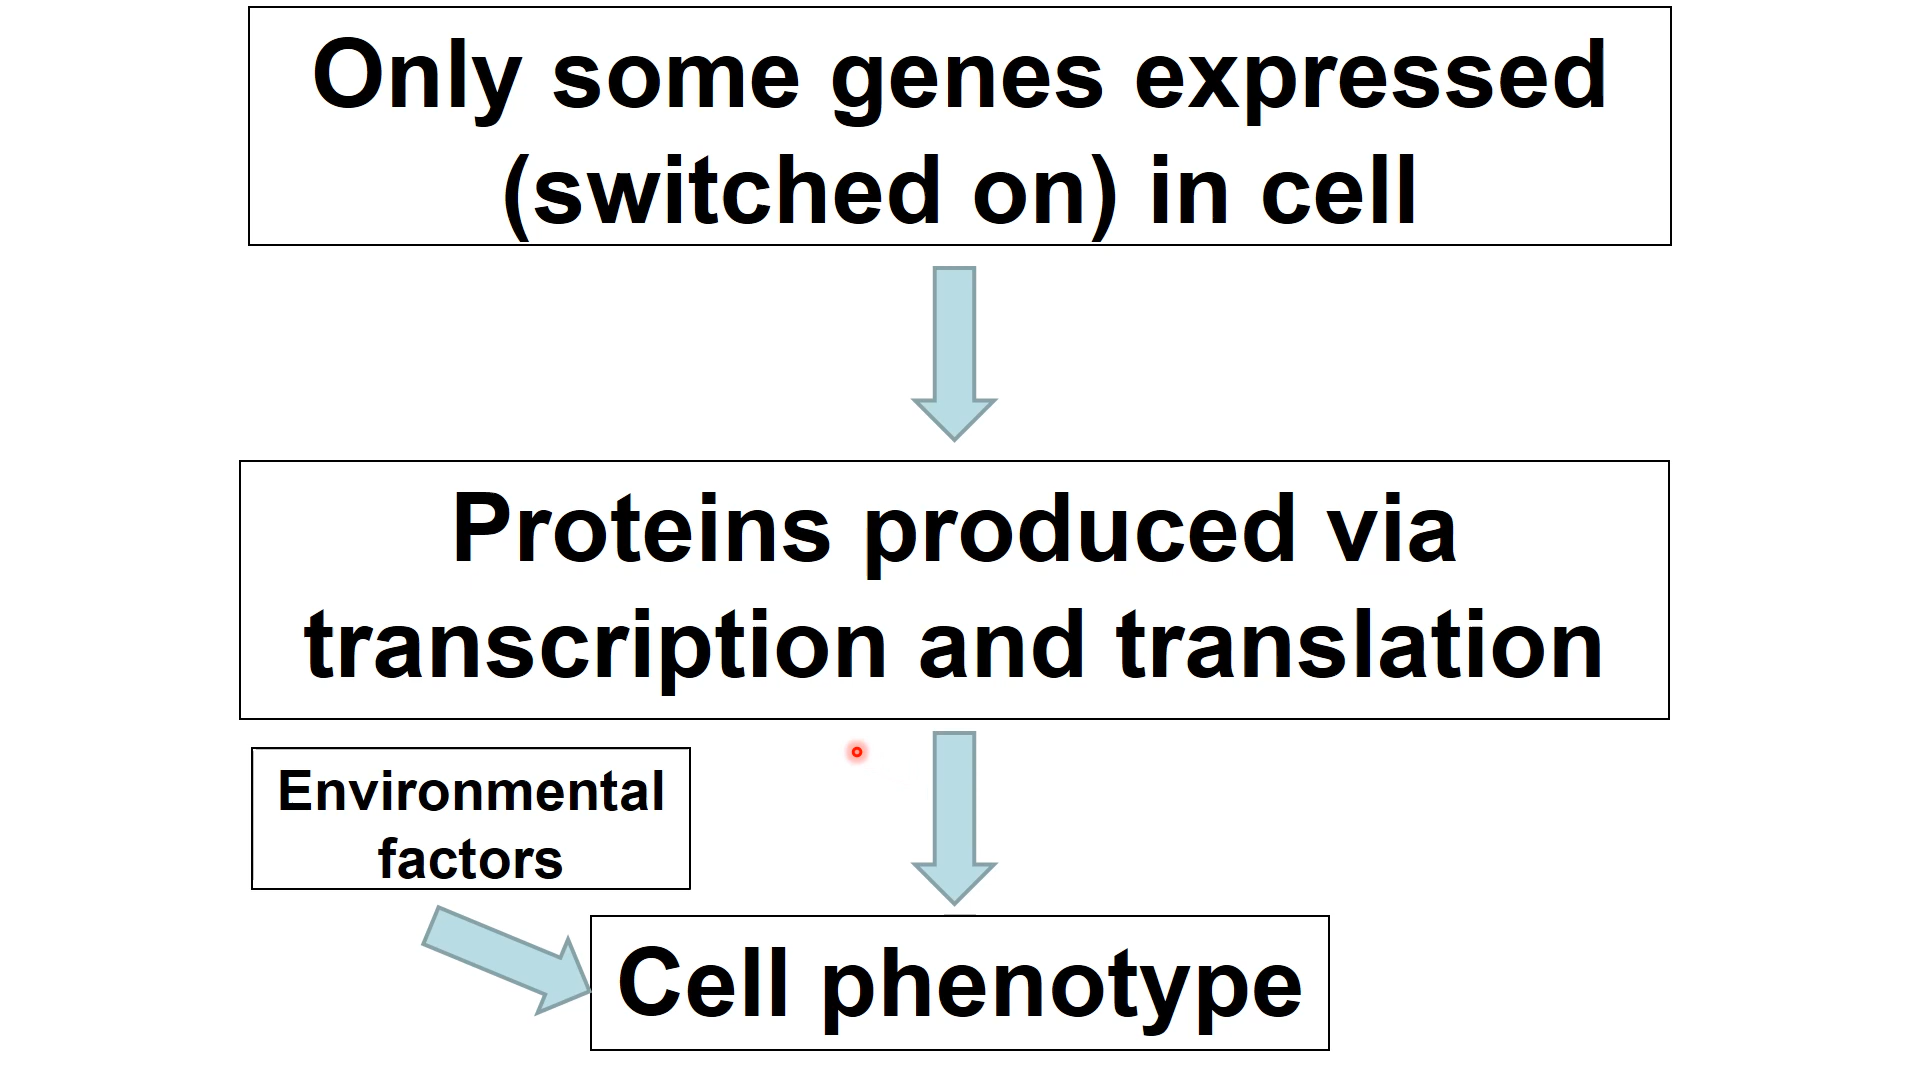 Only some genes expressed
(switched on) in cell
Proteins produced via
transcription and translation
Environmental
factors
Cell phenotype